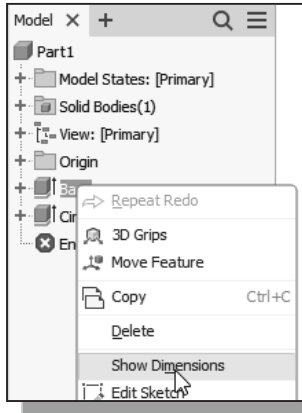 Model × +
Part1
Model States: [Primary]
Solid Bodies(1)
View: [Primary]
Origin
Ba
Repeat Redo
Cir
3D Grips
En
Move Feature
Copy Ctrl+C
Delete
Show Dimensions
Edit Sketch